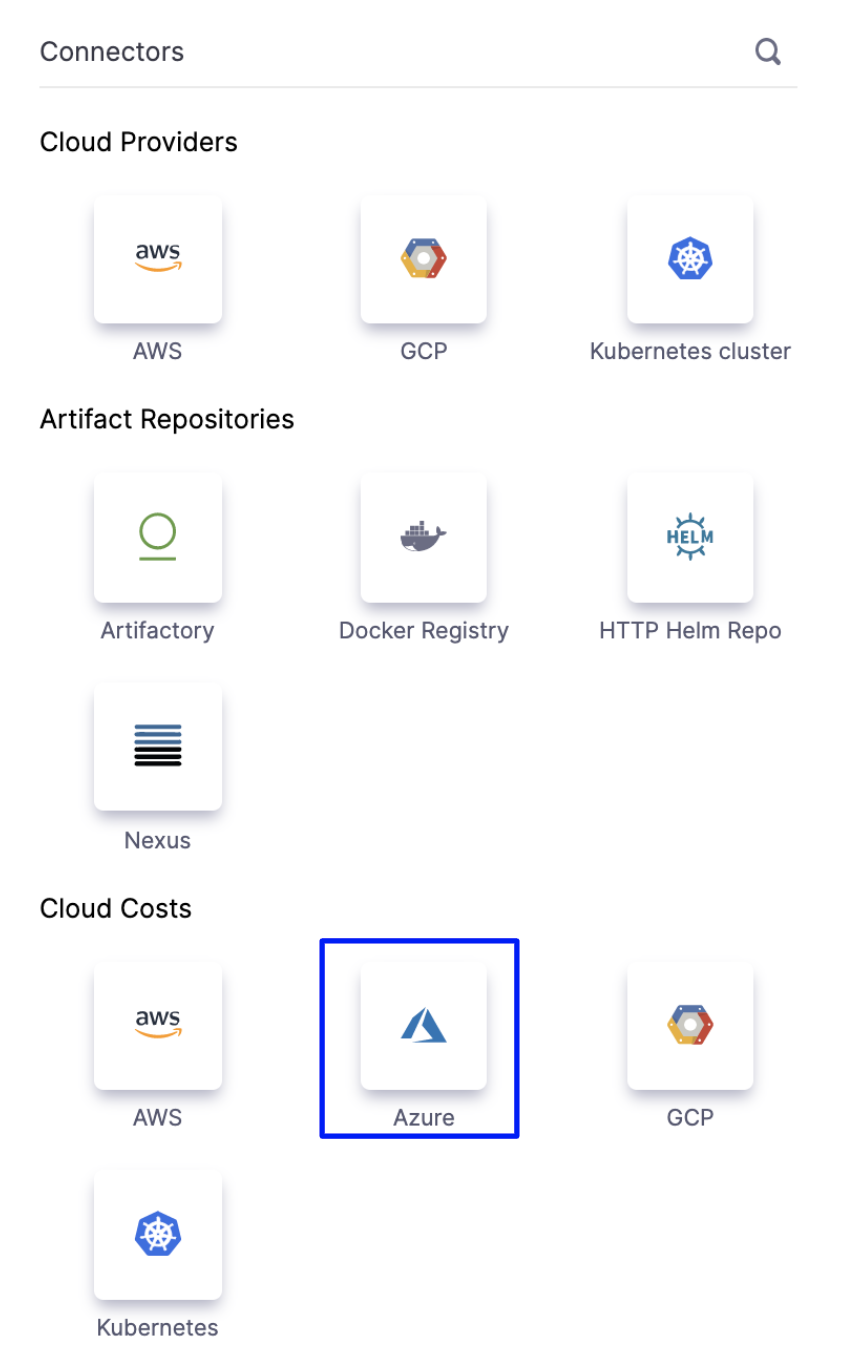 Connectors
Cloud Providers
aws
AWS
GCP
Kubernetes cluster
Artifact Repositories
HELM
Artifactory
Docker Registry
HTTP Helm Repo
Nexus
Cloud Costs
aws
AWS
Azure
GCP
Kubernetes